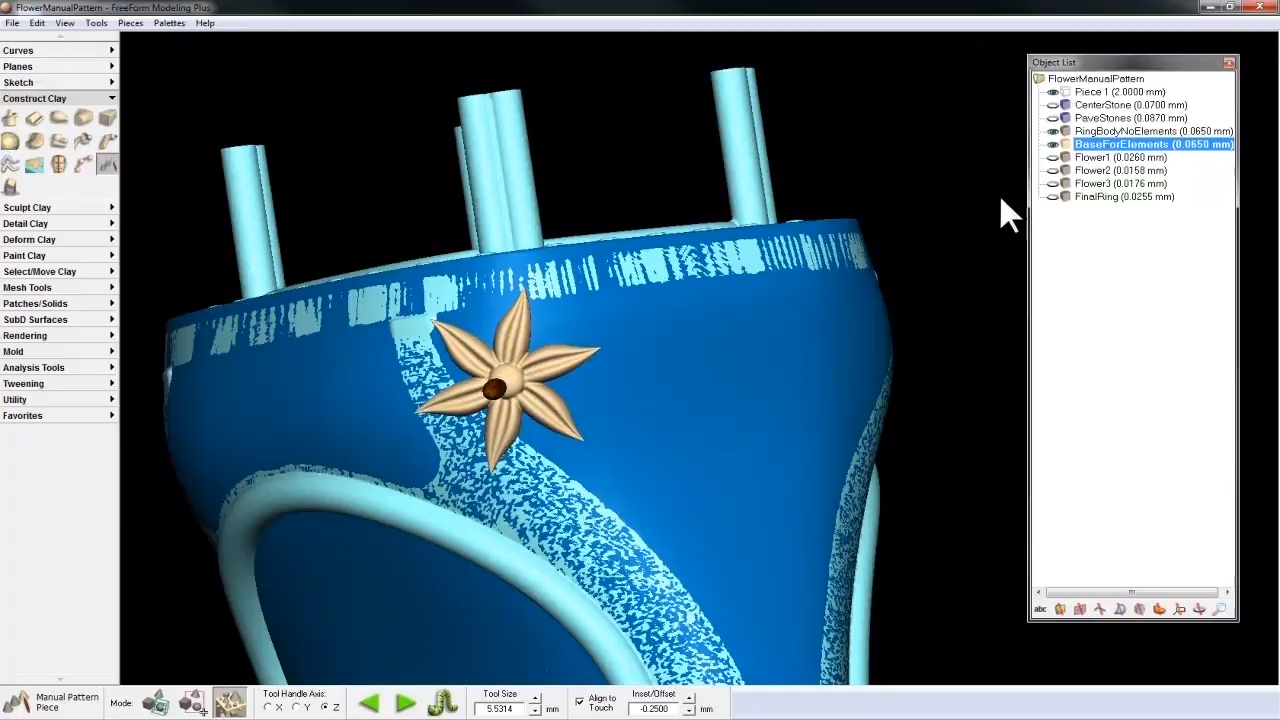 FlowerManualPattern - FreeForm Modeling Plus
File Edit View Tools Pieces Palettes Help
Curves
Planes
Sketch
Construct Clay
Sculpt Clay
Detail Clay
Deform Clay
Paint Clay
Select/Move Clay
Mesh Tools
Patches/Solids
SubD Surfaces
Rendering
Mold
Analysis Tools
Tweening
Utility
Favorites
Object List
FlowerManualPattern
Piece 1 (2.0000 mm)
CenterStone (0.0700 mm)
PaveStones (0.0870 mm)
RingBodyNoElements (0.0650 mm)
BaseForElements (0.0650 mm)
Flower1 (0.0260 mm)
Flower2 (0.0158 mm)
Flower3 (0.0176 mm)
FinalRing (0.0255 mm)
abc
Manual Pattern
Piece
Mode:
Tool Handle Axis:
X Y Z
Tool Size
5.5314 mm
Align to
Touch
Inset/Offset
-0.2500 mm